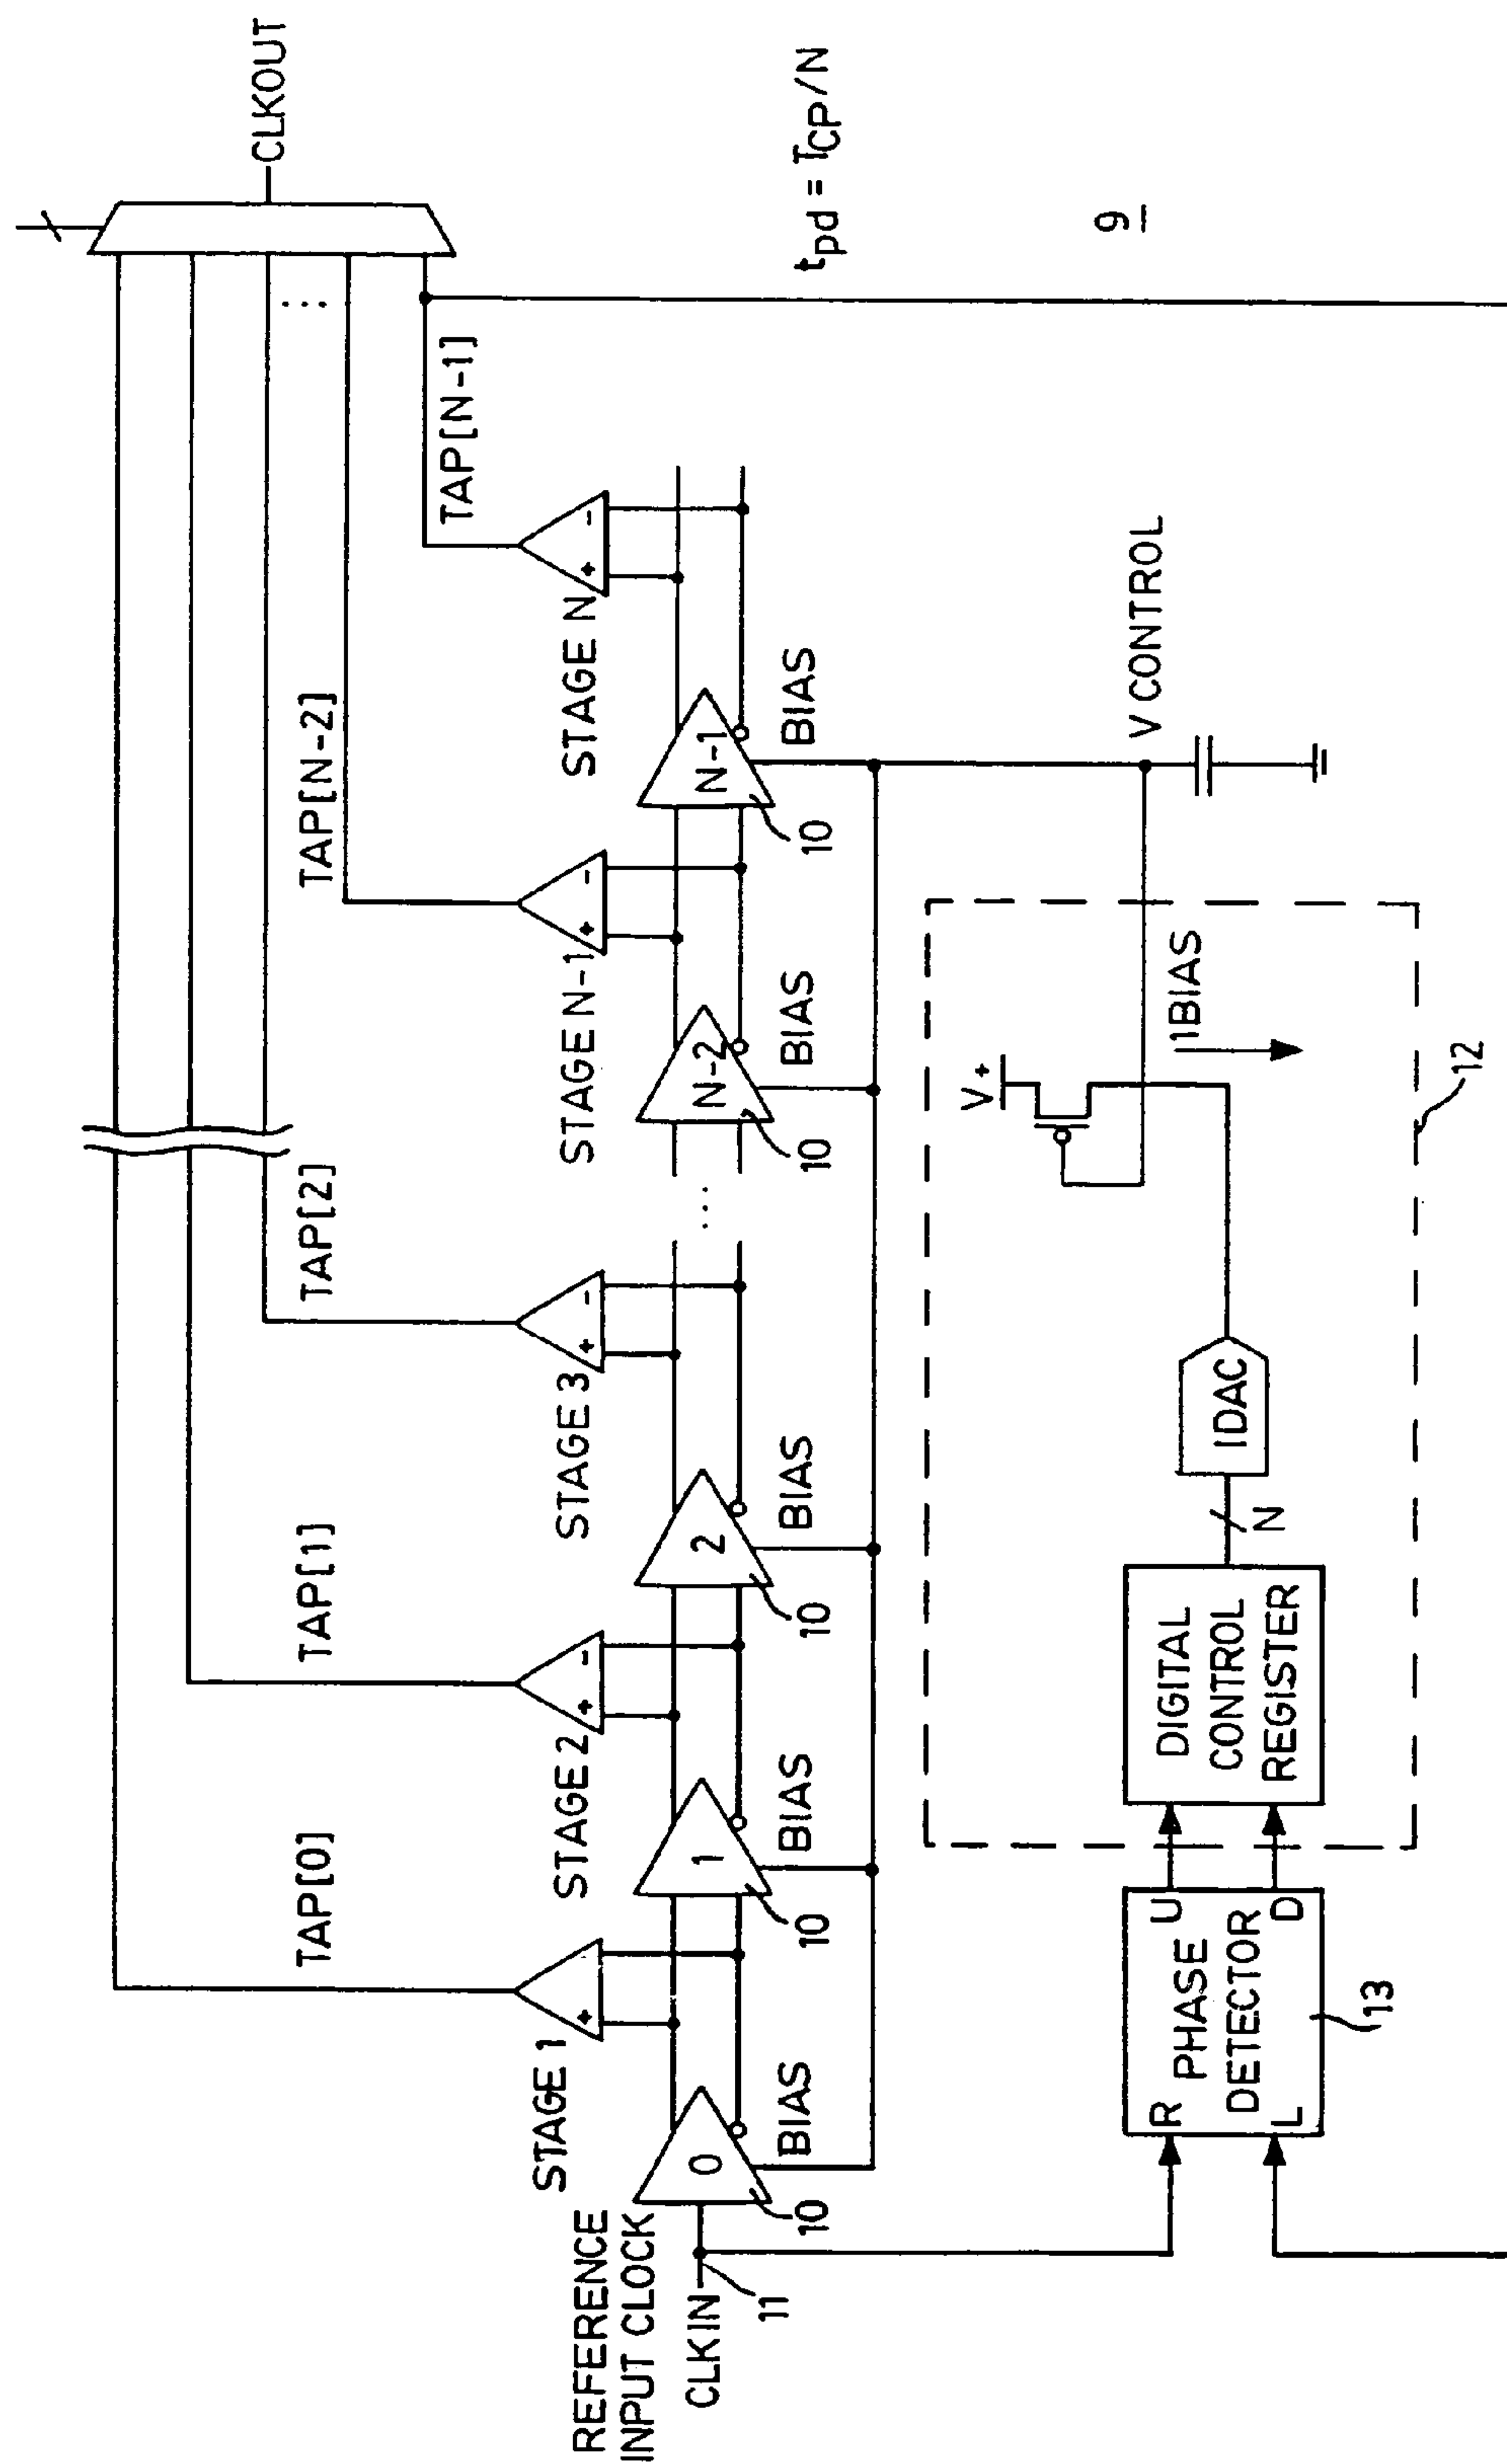 CLKOUT
TAP[0]
TAP[1]
TAP[2]
TAP[N-2]
TAP[N-1]
...
tpd = TCP/N
9
STAGE 1
STAGE 2
STAGE 3
STAGE N-1
STAGE N
+
+ -
+ -
+ -
+ -
REFERENCE
INPUT CLOCK
CLKIN
11
0
1
2
...
N-2
N-1
10
10
10
10
10
BIAS
BIAS
BIAS
BIAS
BIAS
V CONTROL
V+
IBIAS
R
U
PHASE
DETECTOR
L
D
13
DIGITAL
CONTROL
REGISTER
N
IDAC
12